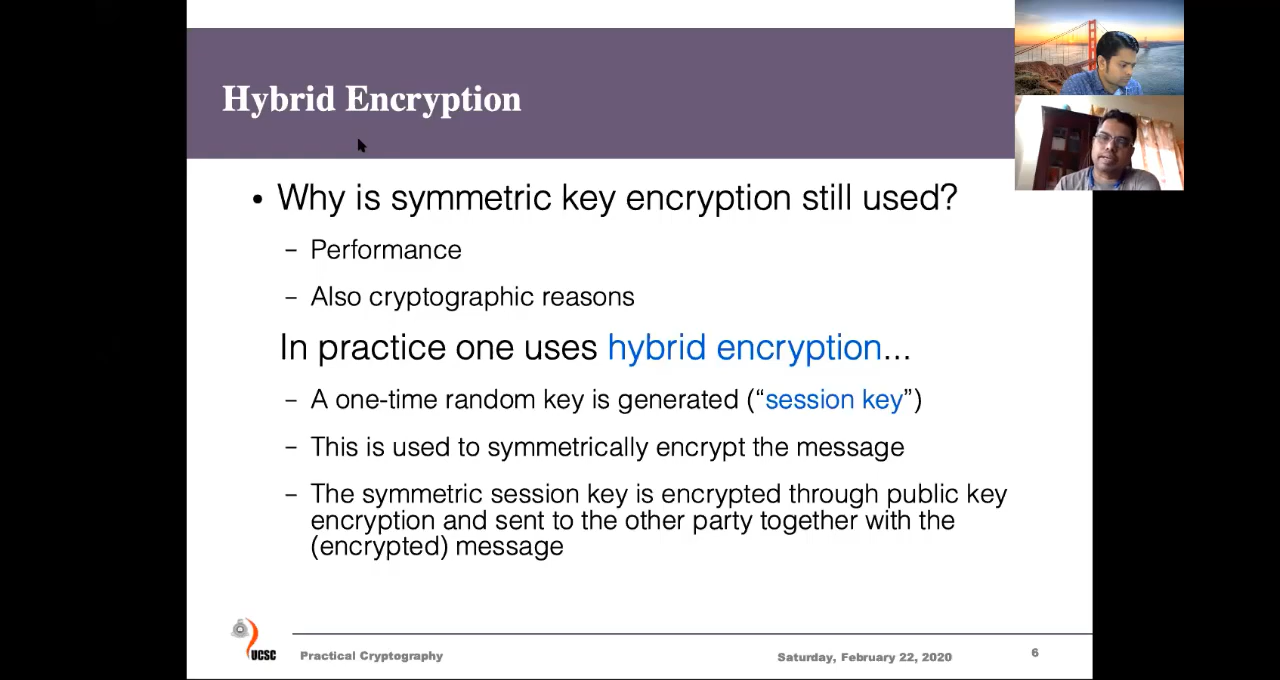 Hybrid Encryption
• Why is symmetric key encryption still used?
– Performance
– Also cryptographic reasons
In practice one uses hybrid encryption...
– A one-time random key is generated (“session key”)
– This is used to symmetrically encrypt the message
– The symmetric session key is encrypted through public key
encryption and sent to the other party together with the
(encrypted) message
UCSC
Practical Cryptography
Saturday, February 22, 2020
6